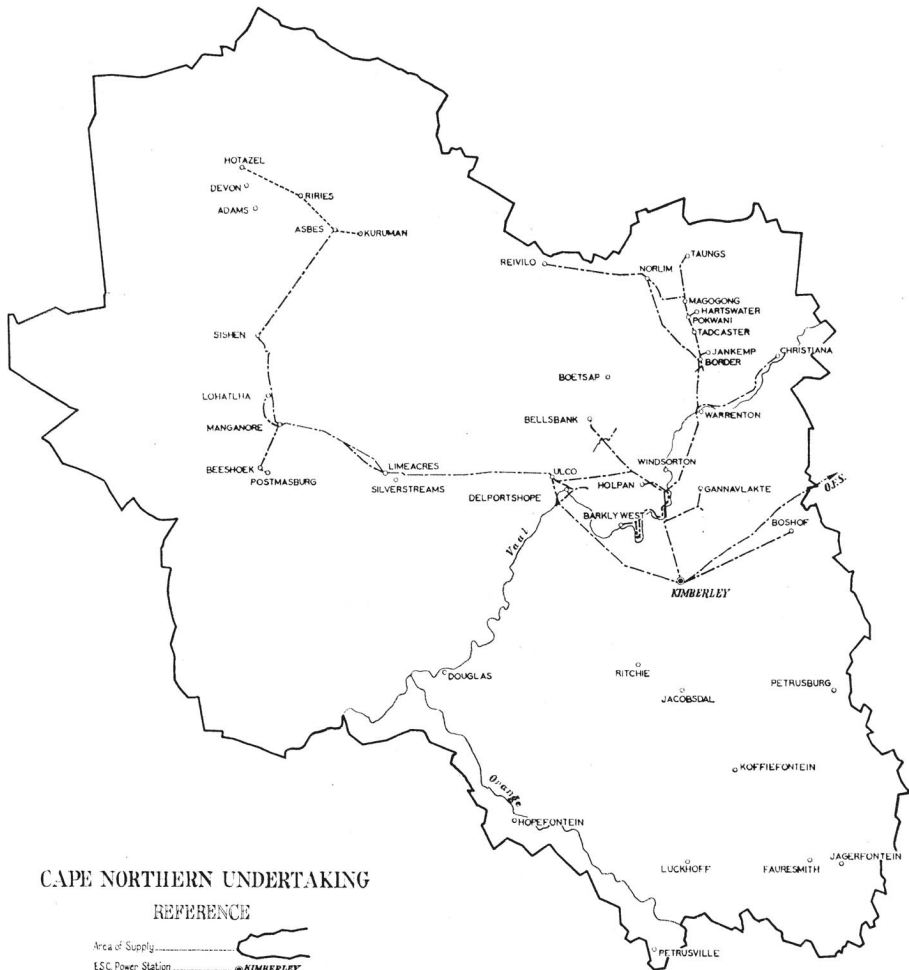 HOTAZEL
DEVON
RIRIES
ADAMS
ASBES
KURUMAN
TAUNGS
REIVILO
NORLIM
MAGOGONG
HARTSWATER
POKWANI
TADCASTER
SISHEN
JANKEMP
CHRISTIANA
BORDER
BOETSAP
LOHATLHA
WARRENTON
BELLSBANK
MANGANORE
WINDSORTON
LIMEACRES
ULCO
BEESHOEK
POSTMASBURG
HOLPAN
O.F.S.
SILVERSTREAMS
GANNAVLAKTE
DELPORTSHOPE
BARKLY WEST
BOSHOF
Vaal
KIMBERLEY
DOUGLAS
RITCHIE
PETRUSBURG
JACOBSDAL
KOFFIEFONTEIN
Orange
HOPEFONTEIN
JAGERFONTEIN
LUCKHOFF
FAURESMITH
CAPE NORTHERN UNDERTAKING
REFERENCE
Area of Supply
E.S.C. Power Station KIMBERLEY
PETRUSVILLE